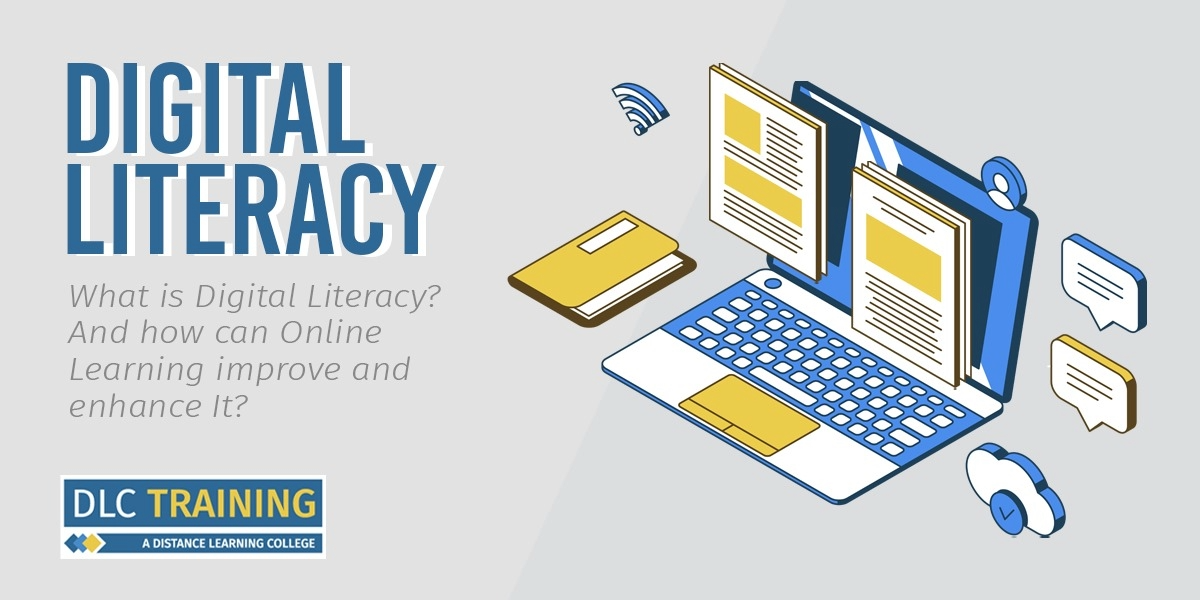 DIGITAL
LITERACY
What is Digital Literacy?
And how can Online
Learning improve and
enhance It?
DLC TRAINING
A DISTANCE LEARNING COLLEGE